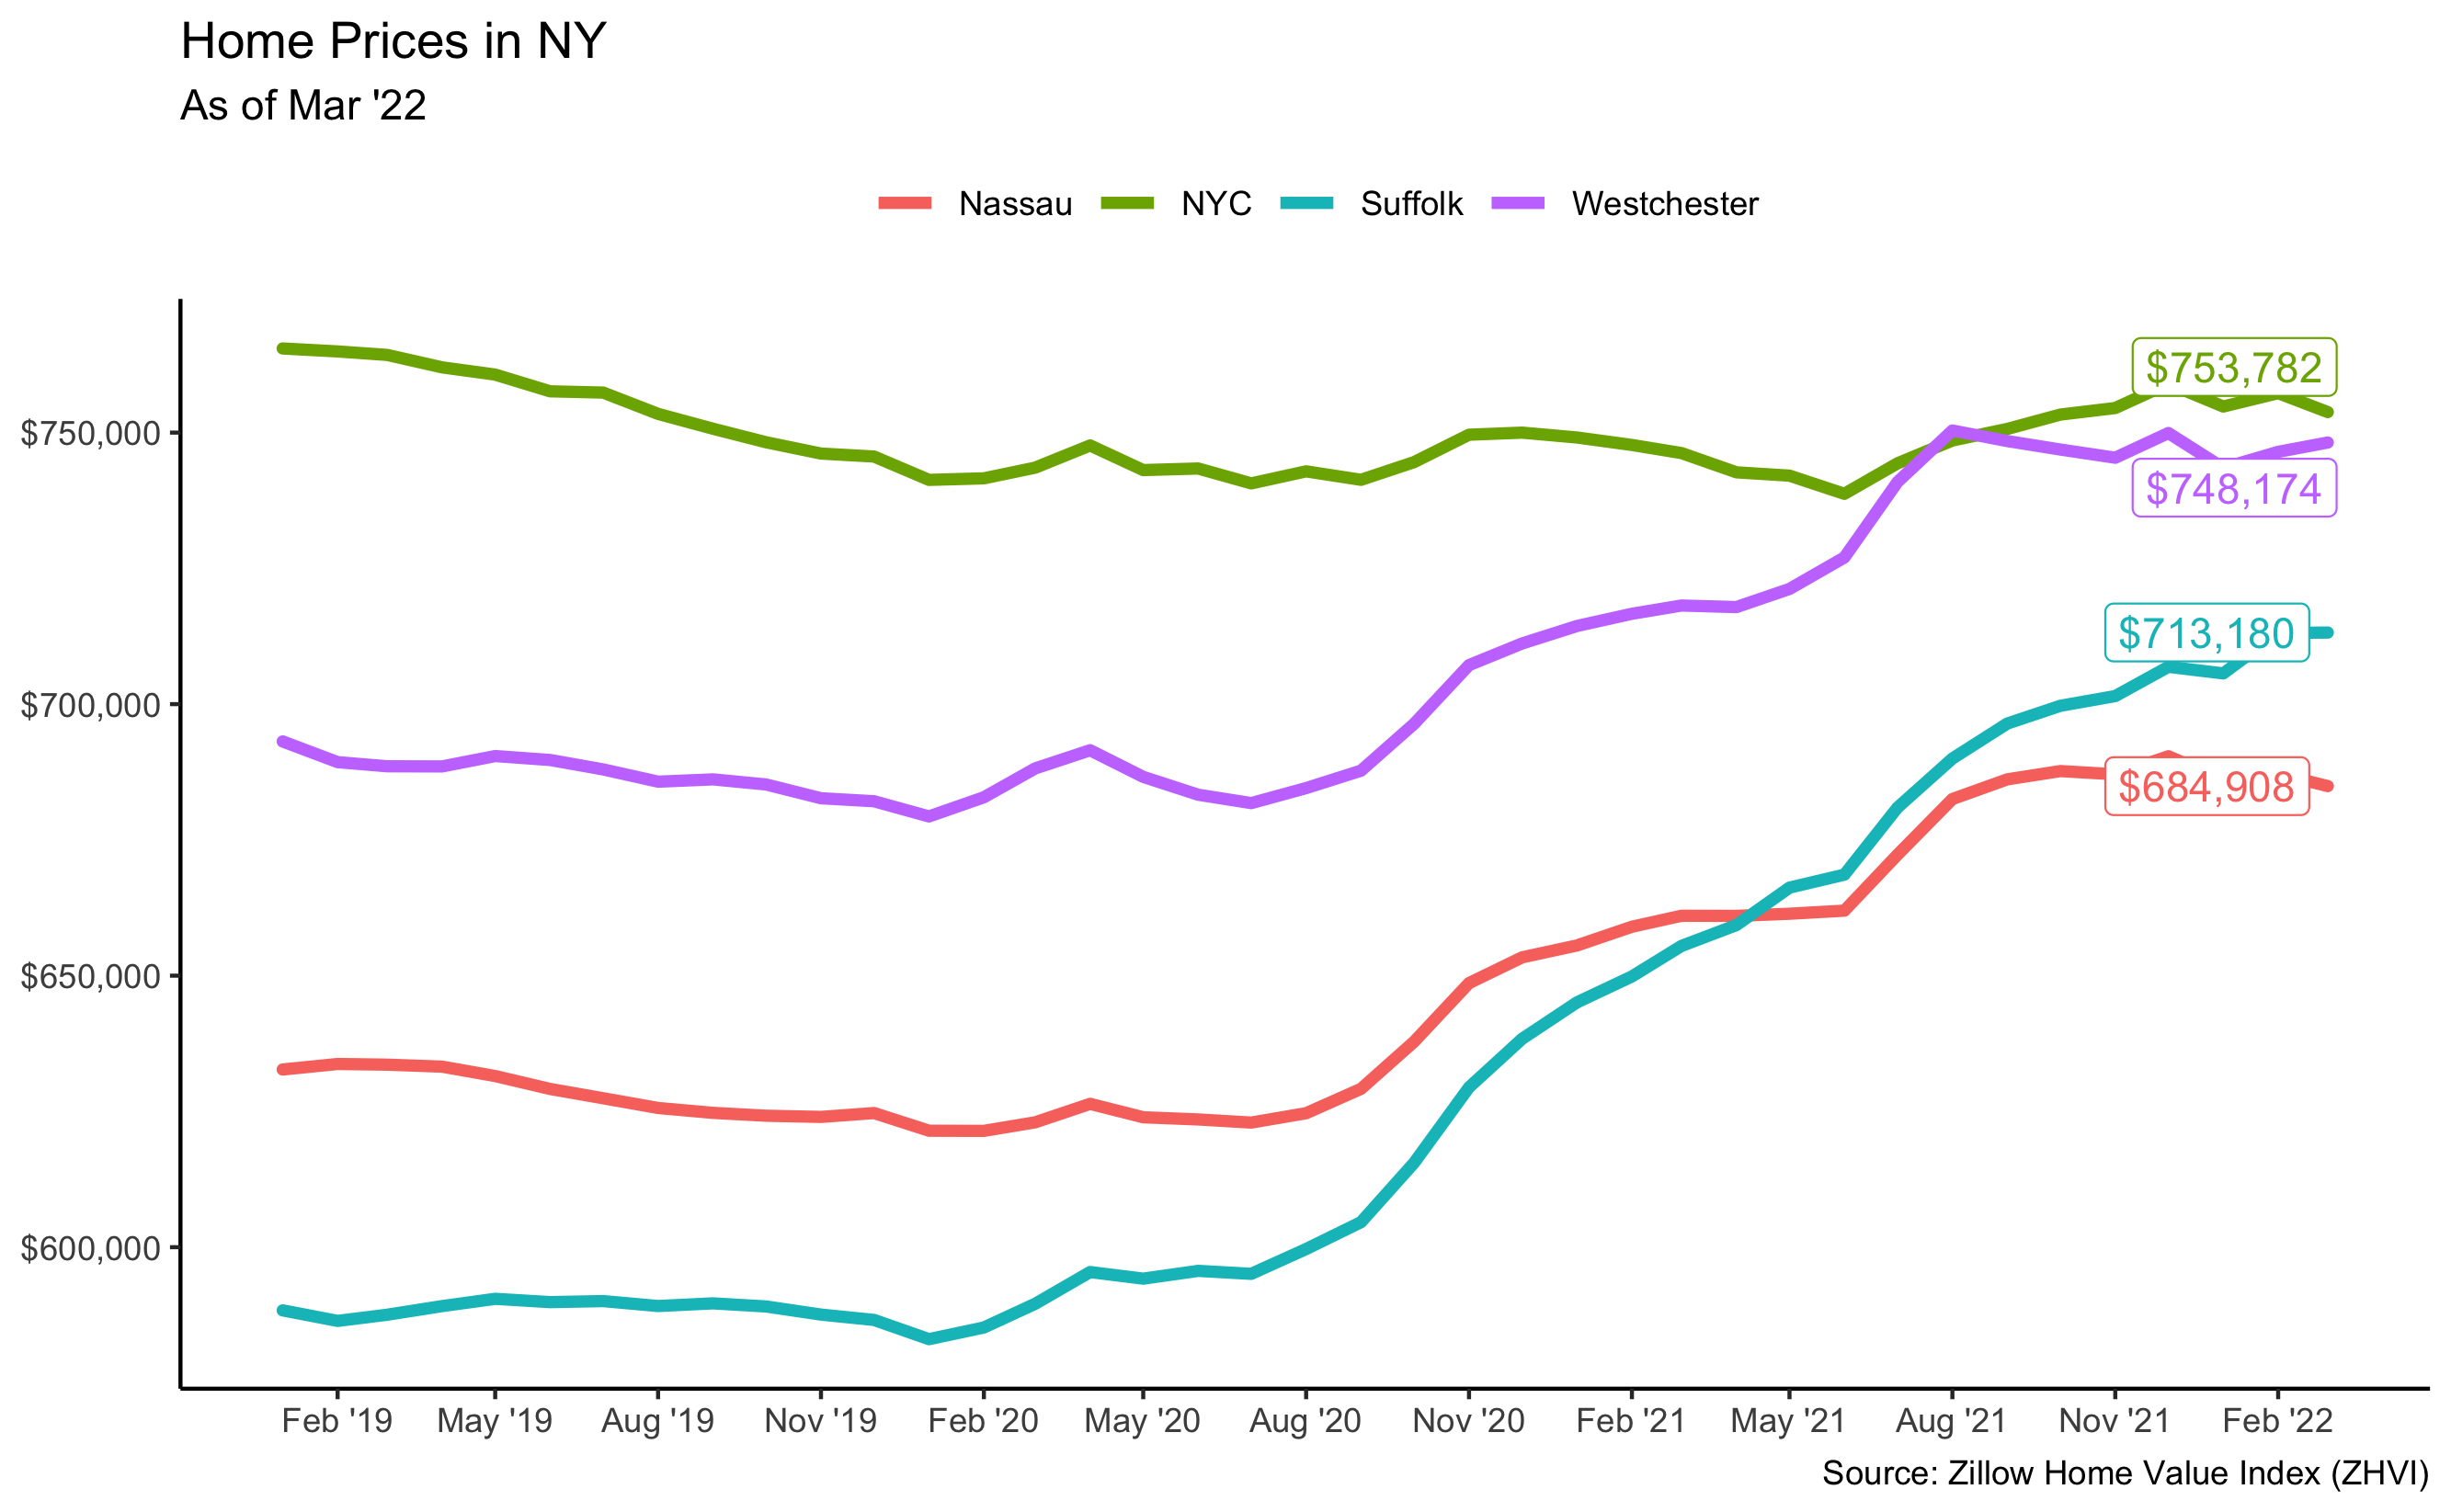 Home Prices in NY
As of Mar '22
Nassau NYC Suffolk Westchester
$753,782
$750,000
$748,174
$713,180
$700,000
$684,908
$650,000
$600,000
Feb '19 May '19 Aug '19 Nov '19 Feb '20 May '20 Aug '20 Nov '20 Feb '21 May '21 Aug '21 Nov '21 Feb '22
Source: Zillow Home Value Index (ZHVI)